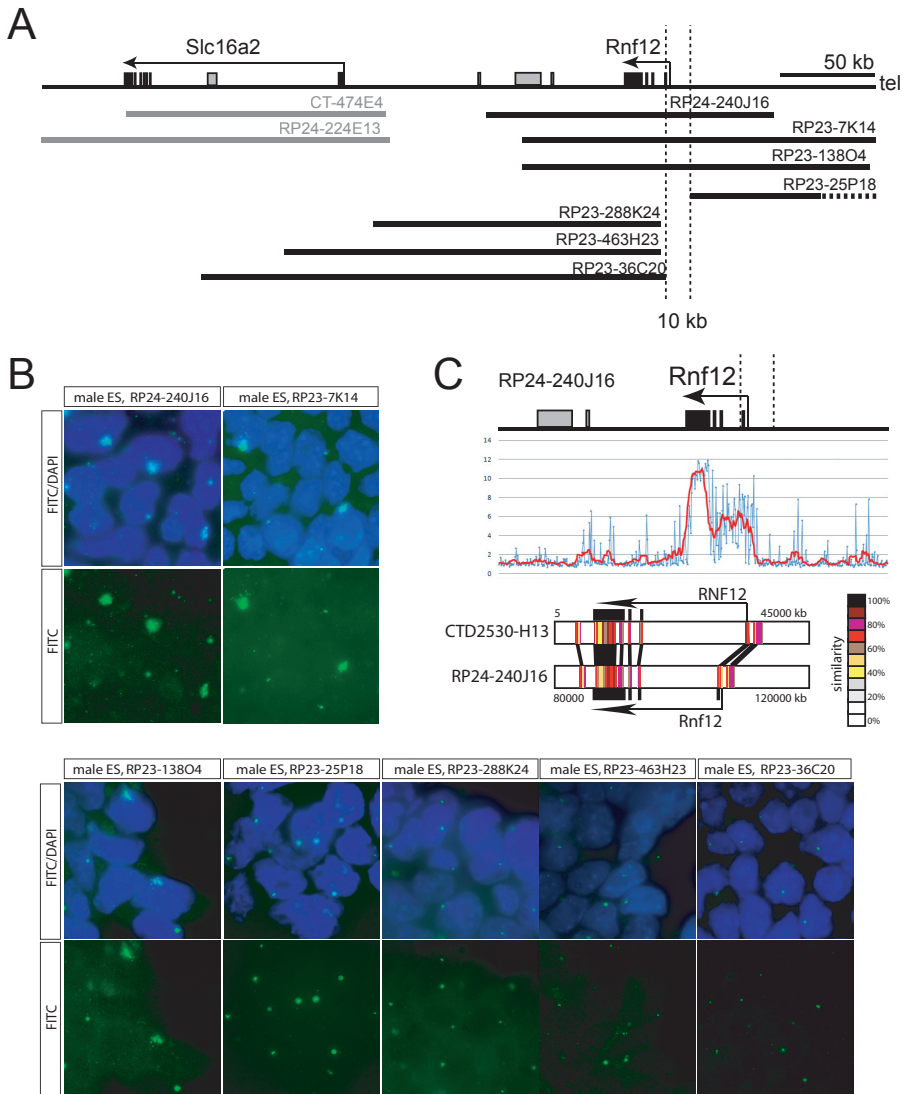 A
Slc16a2
Rnf12
50 kb
tel
CT-474E4
RP24-240J16
RP24-224E13
RP23-7K14
RP23-138O4
RP23-25P18
RP23-288K24
RP23-463H23
RP23-36C20
10 kb
B
male ES, RP24-240J16
male ES, RP23-7K14
FITC/DAPI
FITC
C
RP24-240J16
Rnf12
14
12
10
8
6
4
2
0
RNF12
5
45000 kb
CTD2530-H13
RP24-240J16
80000
120000 kb
Rnf12
similarity
100%
80%
60%
40%
20%
0%
male ES, RP23-138O4
male ES, RP23-25P18
male ES, RP23-288K24
male ES, RP23-463H23
male ES, RP23-36C20
FITC/DAPI
FITC